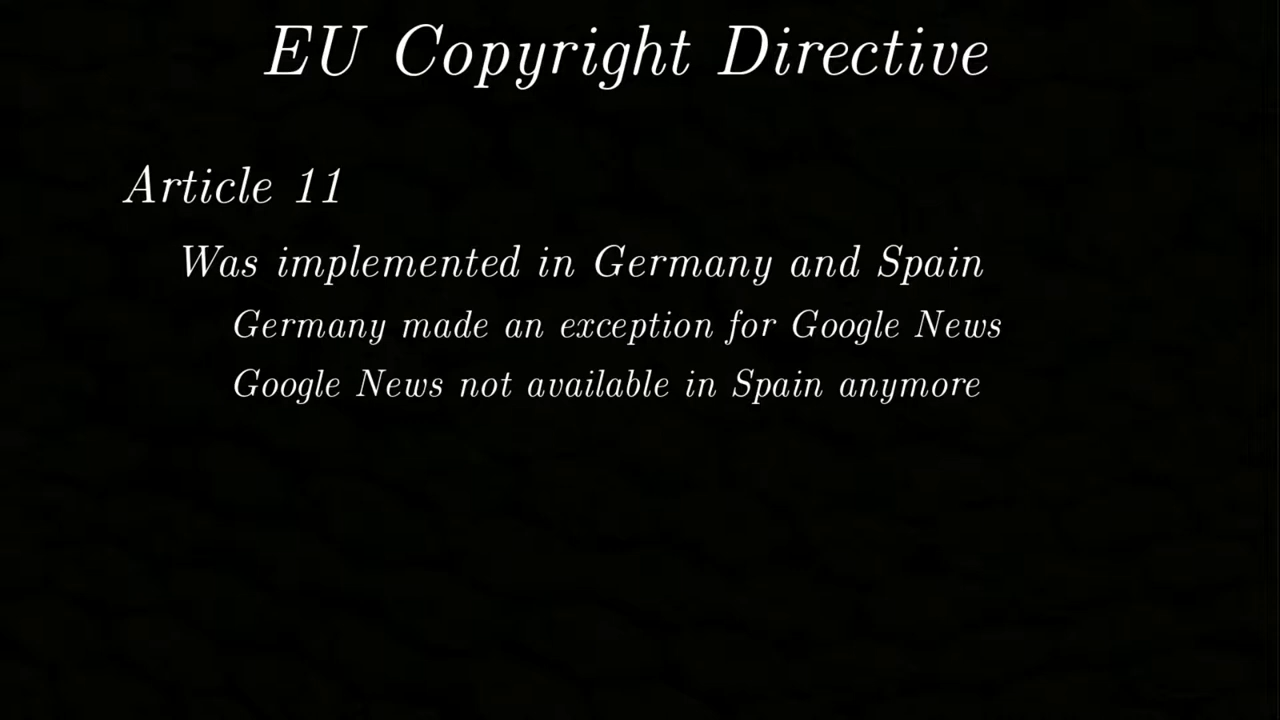 EU Copyright Directive
Article 11
Was implemented in Germany and Spain
Germany made an exception for Google News
Google News not available in Spain anymore